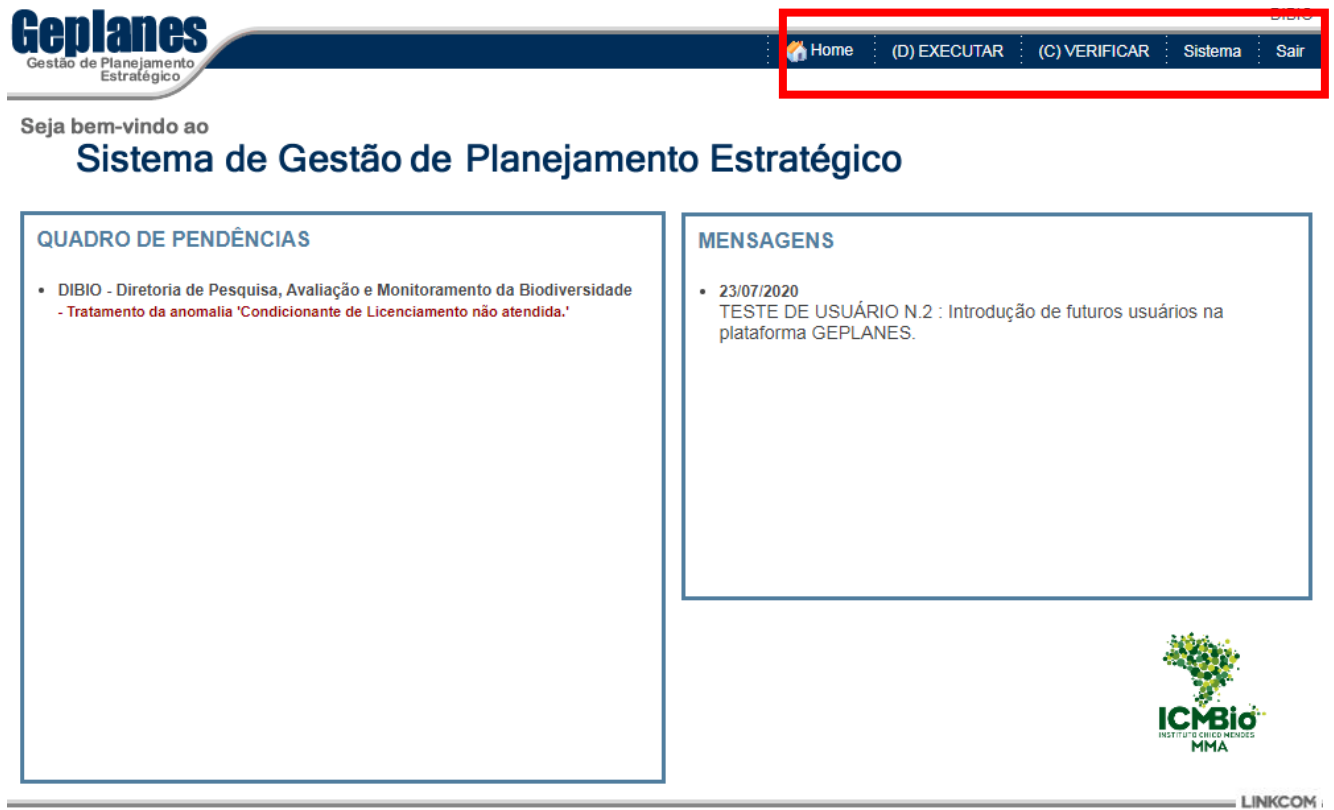 Geplanes
Gestão de Planejamento
Estratégico
DIBIO
Home (D) EXECUTAR (C) VERIFICAR Sistema Sair
Seja bem-vindo ao
Sistema de Gestão de Planejamento Estratégico
QUADRO DE PENDÊNCIAS
• DIBIO - Diretoria de Pesquisa, Avaliação e Monitoramento da Biodiversidade
- Tratamento da anomalia 'Condicionante de Licenciamento não atendida.'
MENSAGENS
• 23/07/2020
TESTE DE USUÁRIO N.2 : Introdução de futuros usuários na
plataforma GEPLANES.
ICMBio
INSTITUTO CHICO MENDES
MMA
LINKCOM